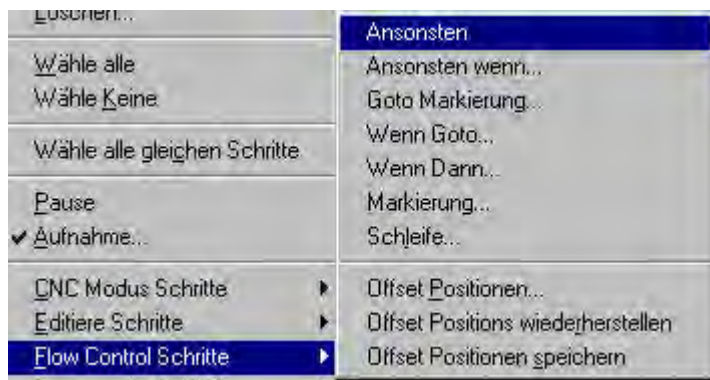 Löschen...
Wähle alle
Wähle Keine
Wähle alle gleichen Schritte
Pause
Aufnahme...
CNC Modus Schritte
Editiere Schritte
Flow Control Schritte
Ansonsten
Ansonsten wenn...
Goto Markierung...
Wenn Goto...
Wenn Dann...
Markierung...
Schleife...
Offset Positionen...
Offset Positions wiederherstellen
Offset Positionen speichern